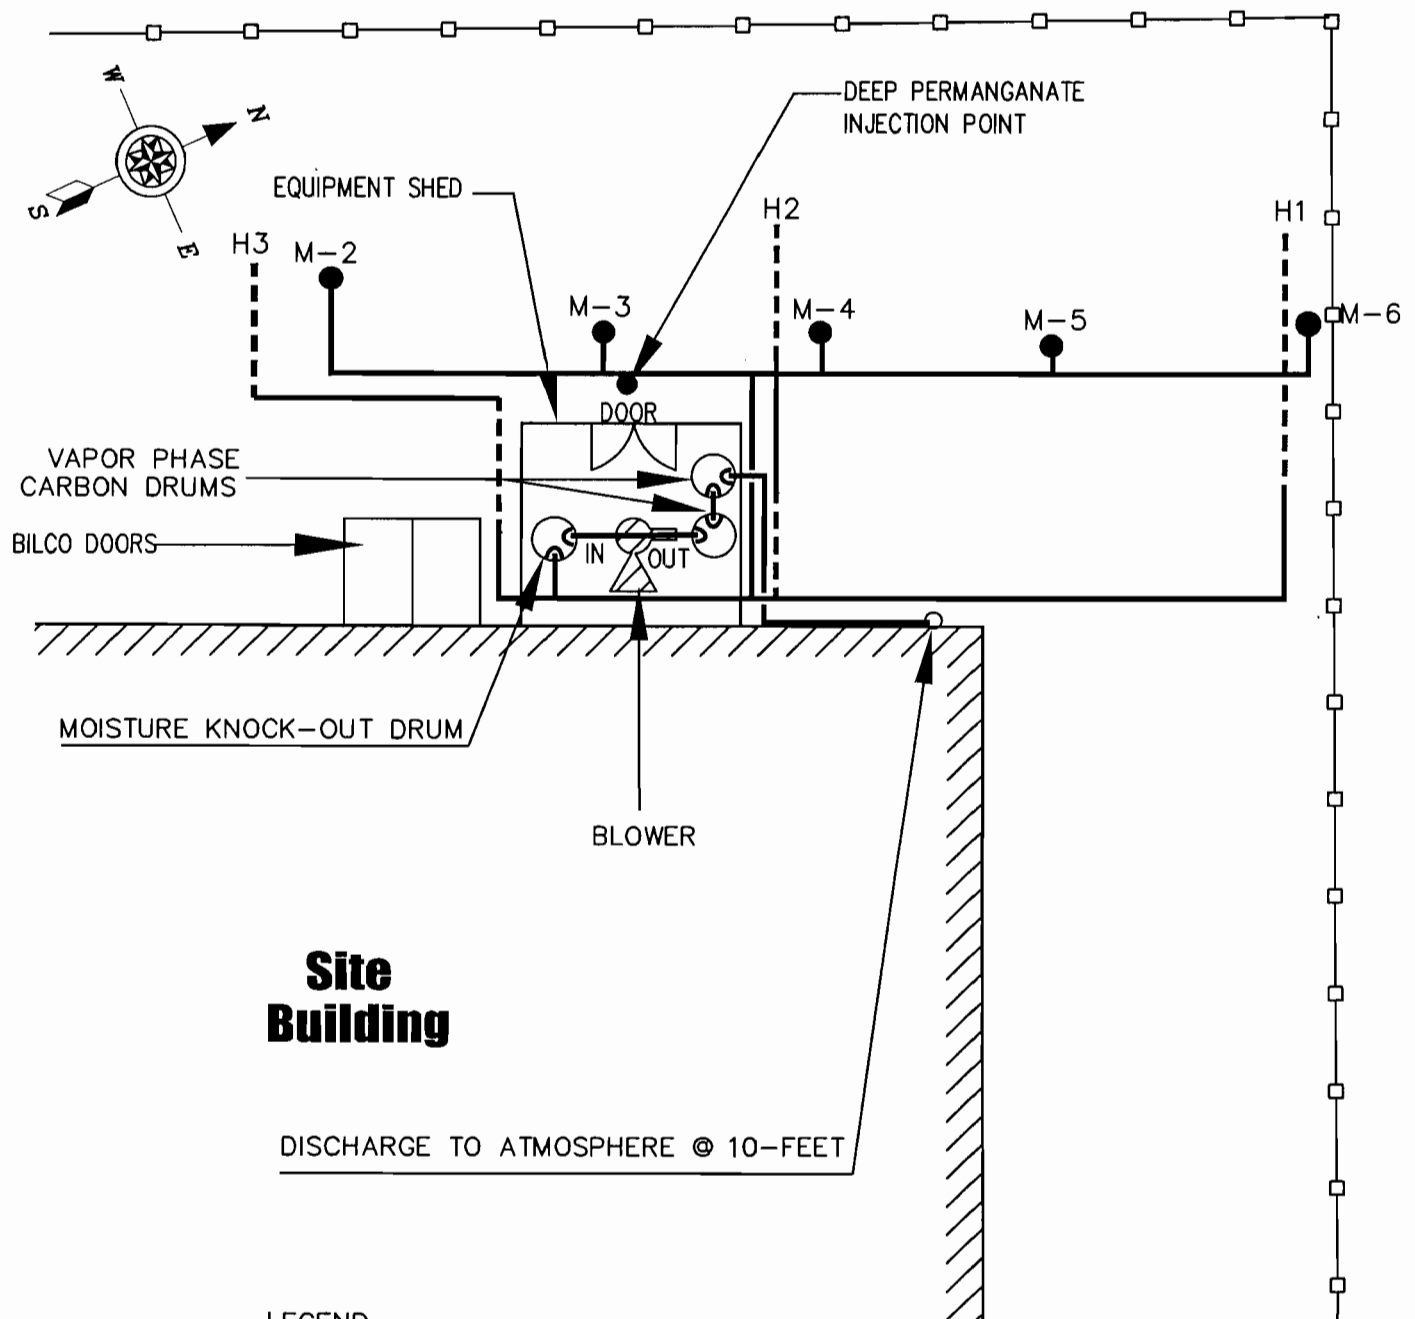 DEEP PERMANGANATE
INJECTION POINT
W
N
S
E
EQUIPMENT SHED
H3
M-2
M-3
H2
M-4
M-5
H1
M-6
DOOR
VAPOR PHASE
CARBON DRUMS
BILCO DOORS
IN
OUT
MOISTURE KNOCK-OUT DRUM
BLOWER
Site
Building
DISCHARGE TO ATMOSPHERE @ 10-FEET
LEGEND